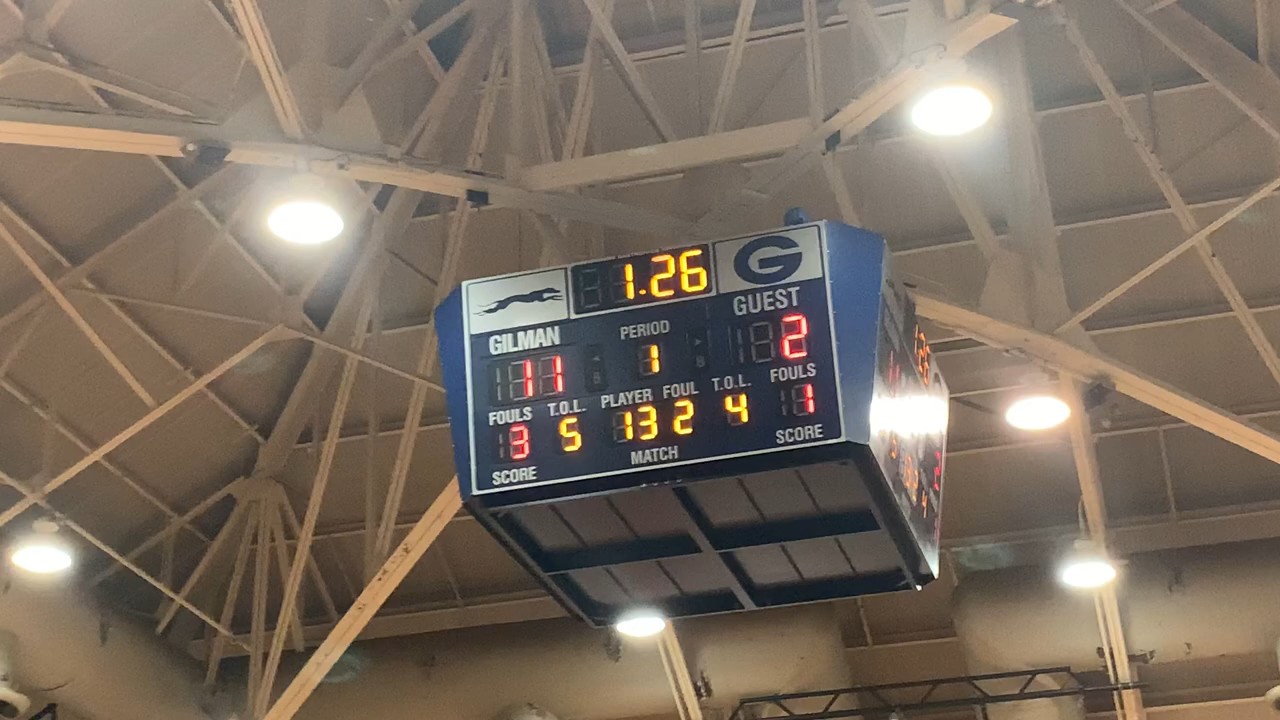 1.26
G
GILMAN PERIOD GUEST
11 1 2
FOULS T.O.L. PLAYER FOUL T.O.L. FOULS
3 5 13 2 4 1
SCORE MATCH SCORE